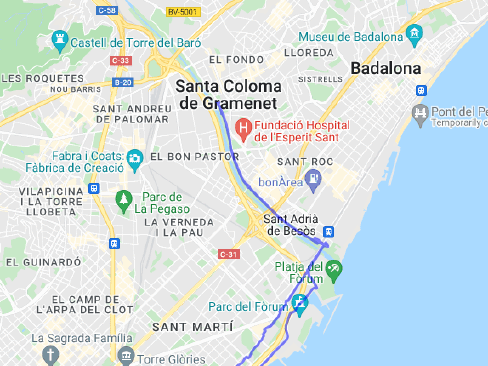 C-58
BV-5001
Castell de Torre del Baró
C-33
EL FONDO
LLOREDA
Museu de Badalona
LES ROQUETES
NOU BARRIS
B-20
Santa Coloma
de Gramenet
SISTRELLS
Badalona
SANT ANDREU
DE PALOMAR
Fundació Hospital
de l'Esperit Sant
Pont del Pe
Temporarily c
Fabra i Coats:
Fàbrica de Creació
EL BON PASTOR
SANT ROC
bonÀrea
VILAPICINA
I LA TORRE
LLOBETA
Parc de
La Pegaso
LA VERNEDA
I LA PAU
Sant Adrià
de Besòs
C-31
EL GUINARDÓ
Platja del
Fòrum
EL CAMP DE
L'ARPA DEL CLOT
Parc del Fòrum
SANT MARTÍ
La Sagrada Família
Torre Glòries